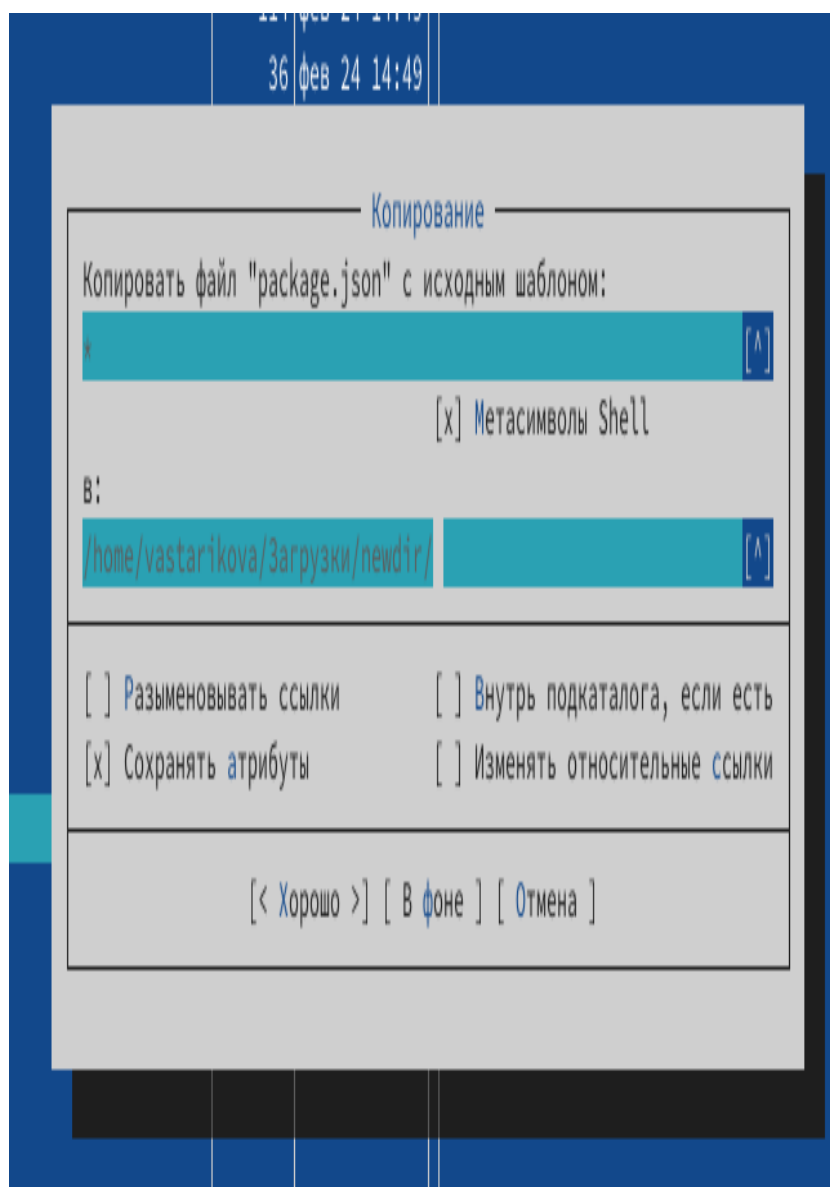 36 фев 24 14:49
Копирование
Копировать файл "package.json" с исходным шаблоном:
* [^]
[x] Метасимволы Shell
в:
/home/vastarikova/Загрузки/newdir/ [^]
[ ] Разыменовывать ссылки [ ] Внутрь подкаталога, если есть
[x] Сохранять атрибуты [ ] Изменять относительные ссылки
[< Хорошо >] [ В фоне ] [ Отмена ]